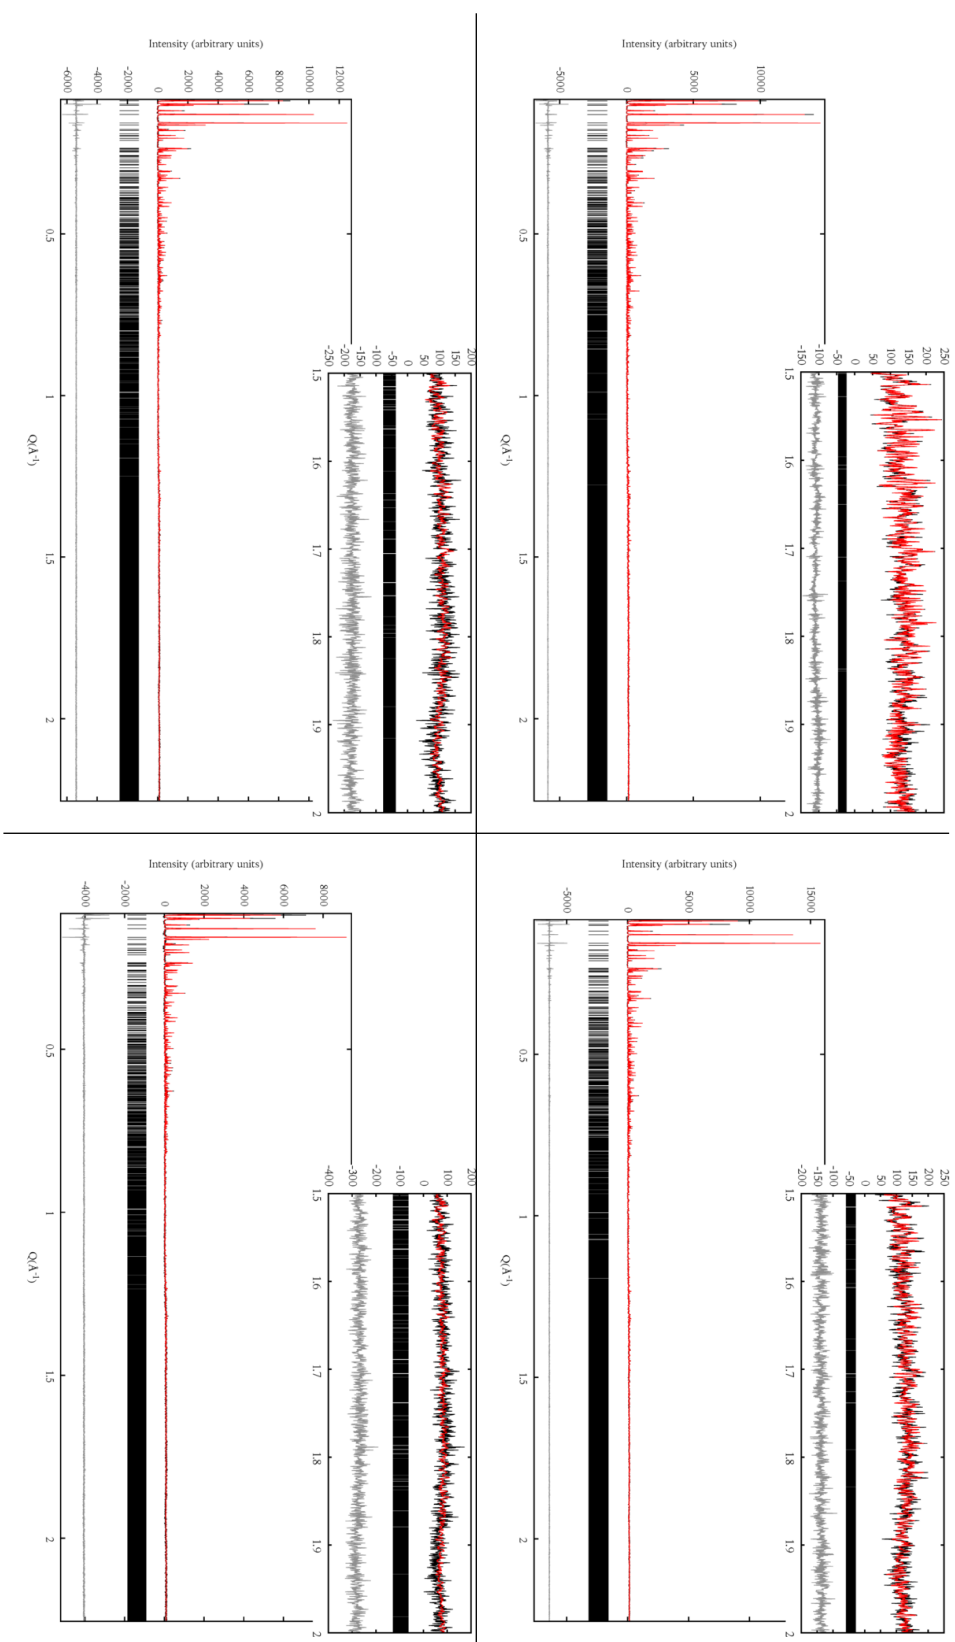 Intensity (arbitrary units)
-6000 -4000 -2000 0 2000 4000 6000 8000 10000 12000
0.5 1 1.5 2
Q(Å⁻¹)
-250 -200 -150 -100 -50 0 50 100 150 200
1.5 1.6 1.7 1.8 1.9 2
Intensity (arbitrary units)
-5000 0 5000 10000
0.5 1 1.5 2
Q(Å⁻¹)
-150 -100 -50 0 50 100 150 200 250
1.5 1.6 1.7 1.8 1.9 2
Intensity (arbitrary units)
-4000 -2000 0 2000 4000 6000 8000
0.5 1 1.5 2
Q(Å⁻¹)
-400 -300 -200 -100 0 100 200
1.5 1.6 1.7 1.8 1.9 2
Intensity (arbitrary units)
-5000 0 5000 10000 15000
0.5 1 1.5 2
Q(Å⁻¹)
-200 -150 -100 -50 0 50 100 150 200 250
1.5 1.6 1.7 1.8 1.9 2